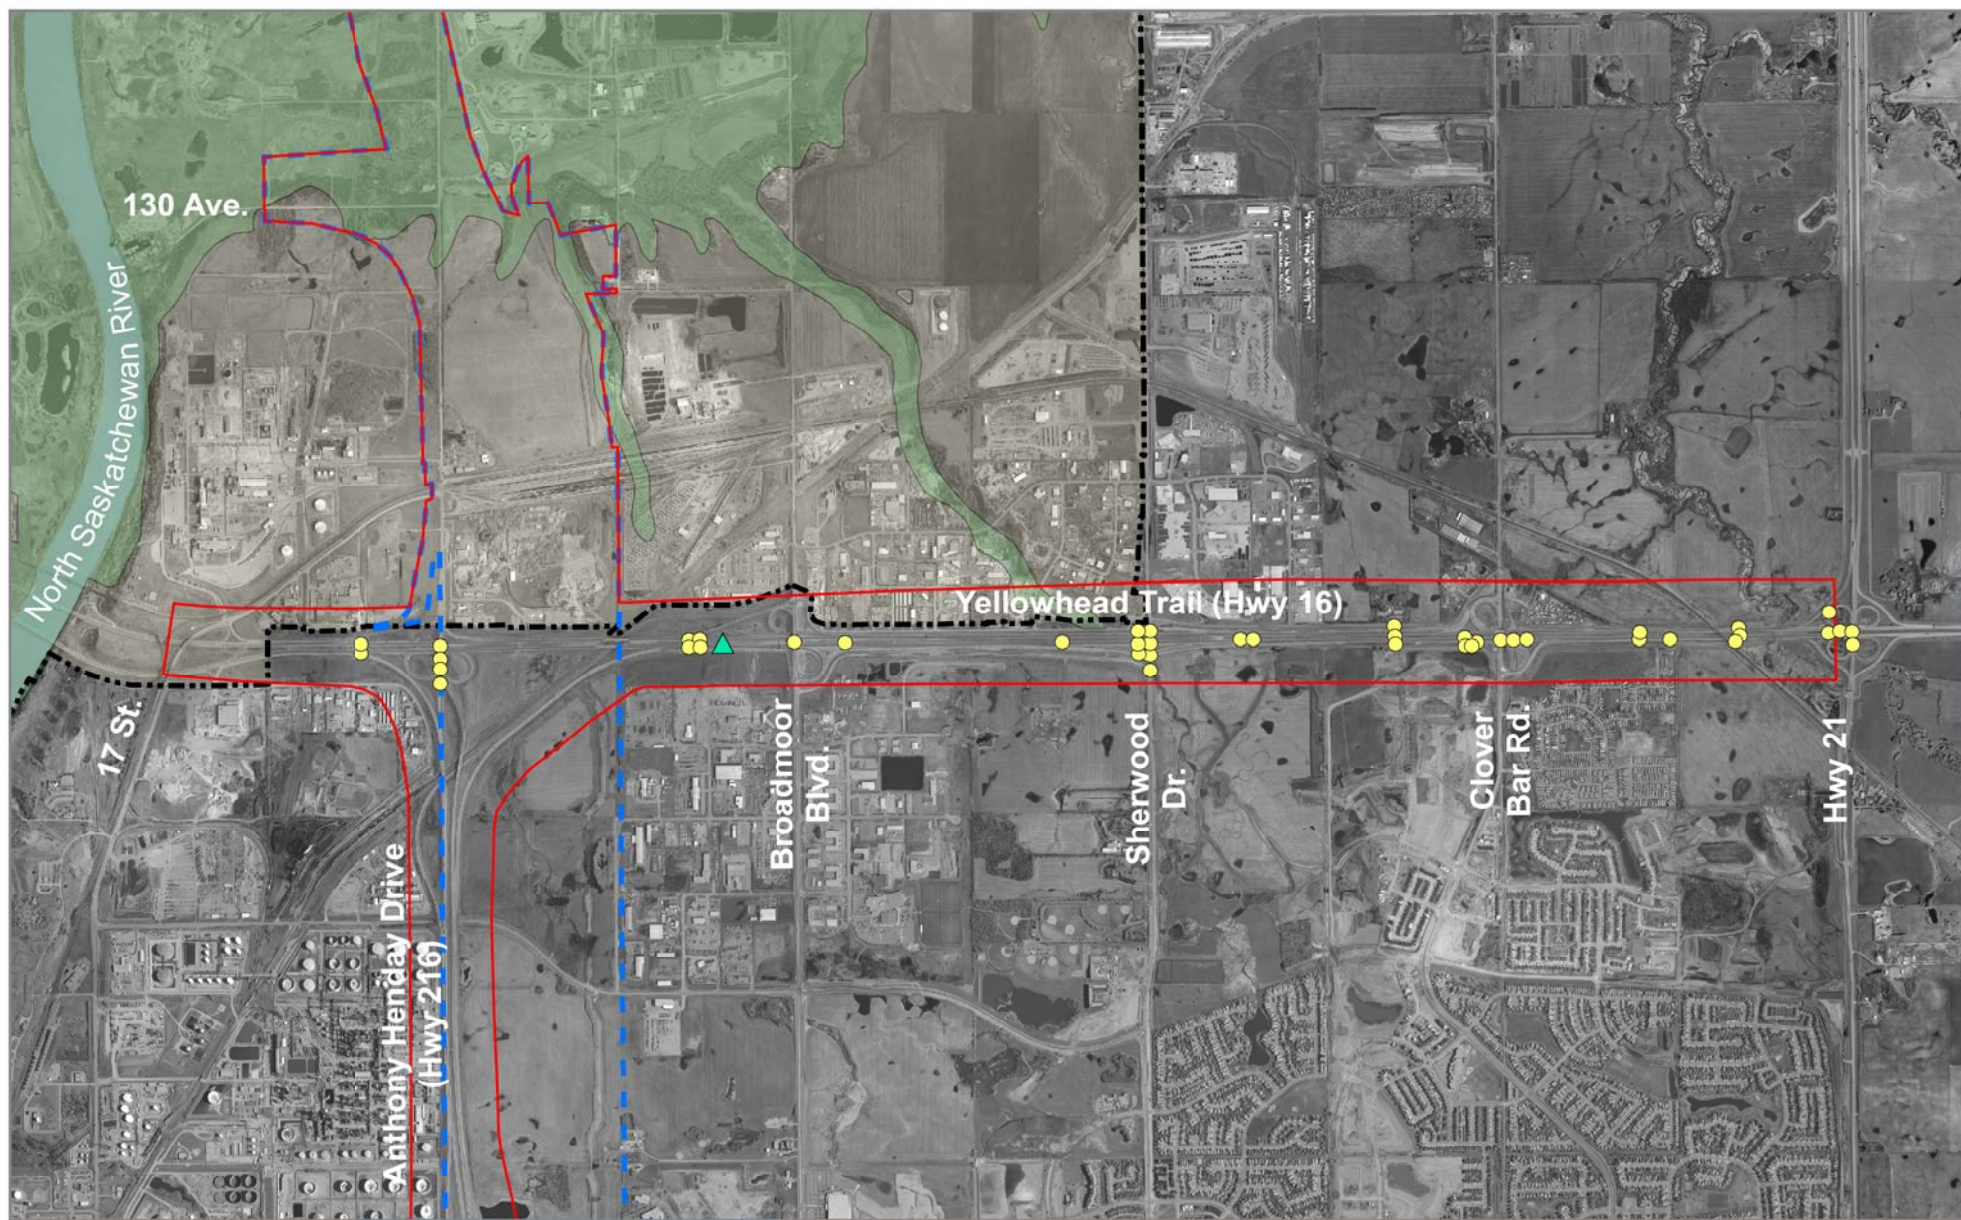 130 Ave.
North Saskatchewan River
Yellowhead Trail (Hwy 16)
17 St.
Anthony Henday Drive
(Hwy 216)
Broadmoor
Blvd.
Sherwood
Dr.
Clover
Bar Rd.
Hwy 21